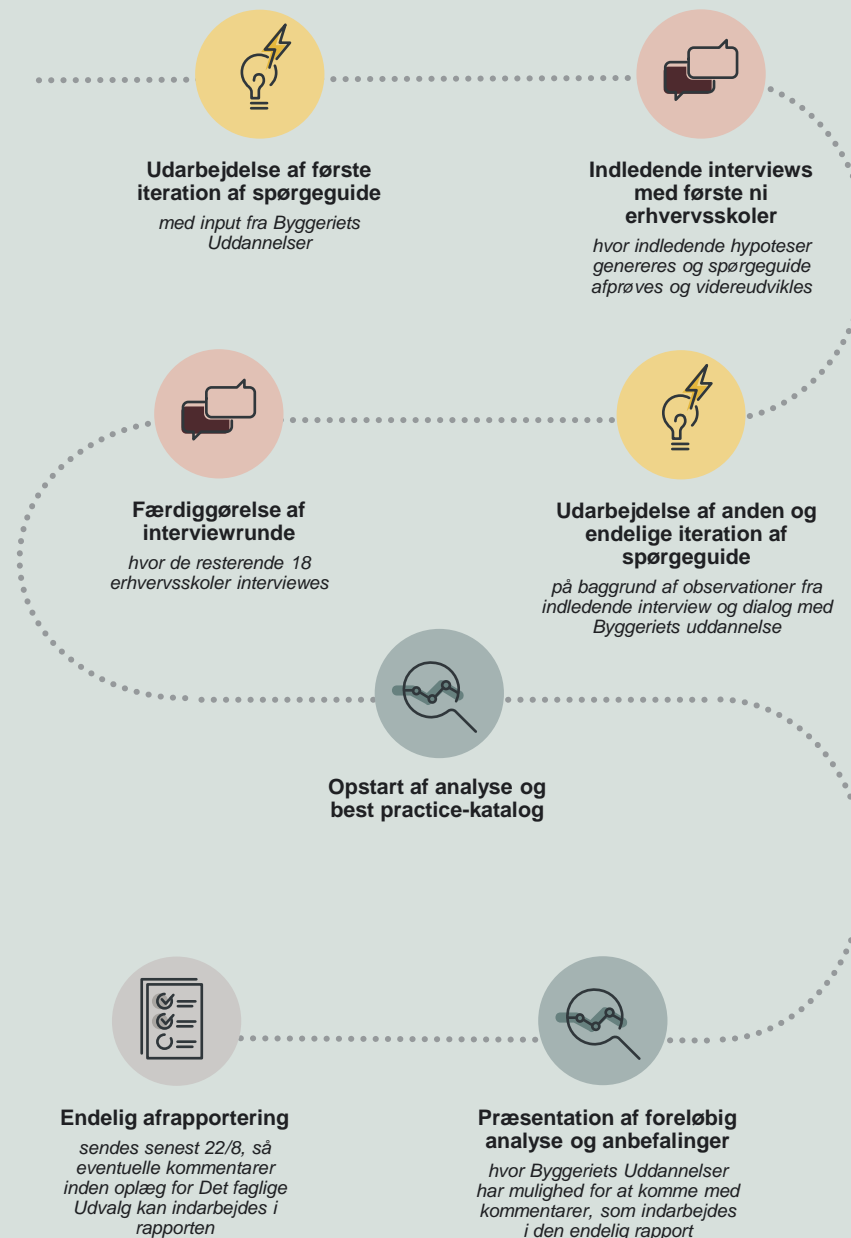 Udarbejdelse af første
iteration af spørgeguide
med input fra Byggeriets
Uddannelser
Indledende interviews
med første ni
erhvervsskoler
hvor indledende hypoteser
genereres og spørgeguide
afprøves og videreudvikles
Udarbejdelse af anden og
endelige iteration af
spørgeguide
på baggrund af observationer fra
indledende interview og dialog med
Byggeriets uddannelse
Færdiggørelse af
interviewrunde
hvor de resterende 18
erhvervsskoler interviewes
Opstart af analyse og
best practice-katalog
Præsentation af foreløbig
analyse og anbefalinger
hvor Byggeriets Uddannelser
har mulighed for at komme med
kommentarer, som indarbejdes
i den endelig rapport
Endelig afrapportering
sendes senest 22/8, så
eventuelle kommentarer
inden oplæg for Det faglige
Udvalg kan indarbejdes i
rapporten